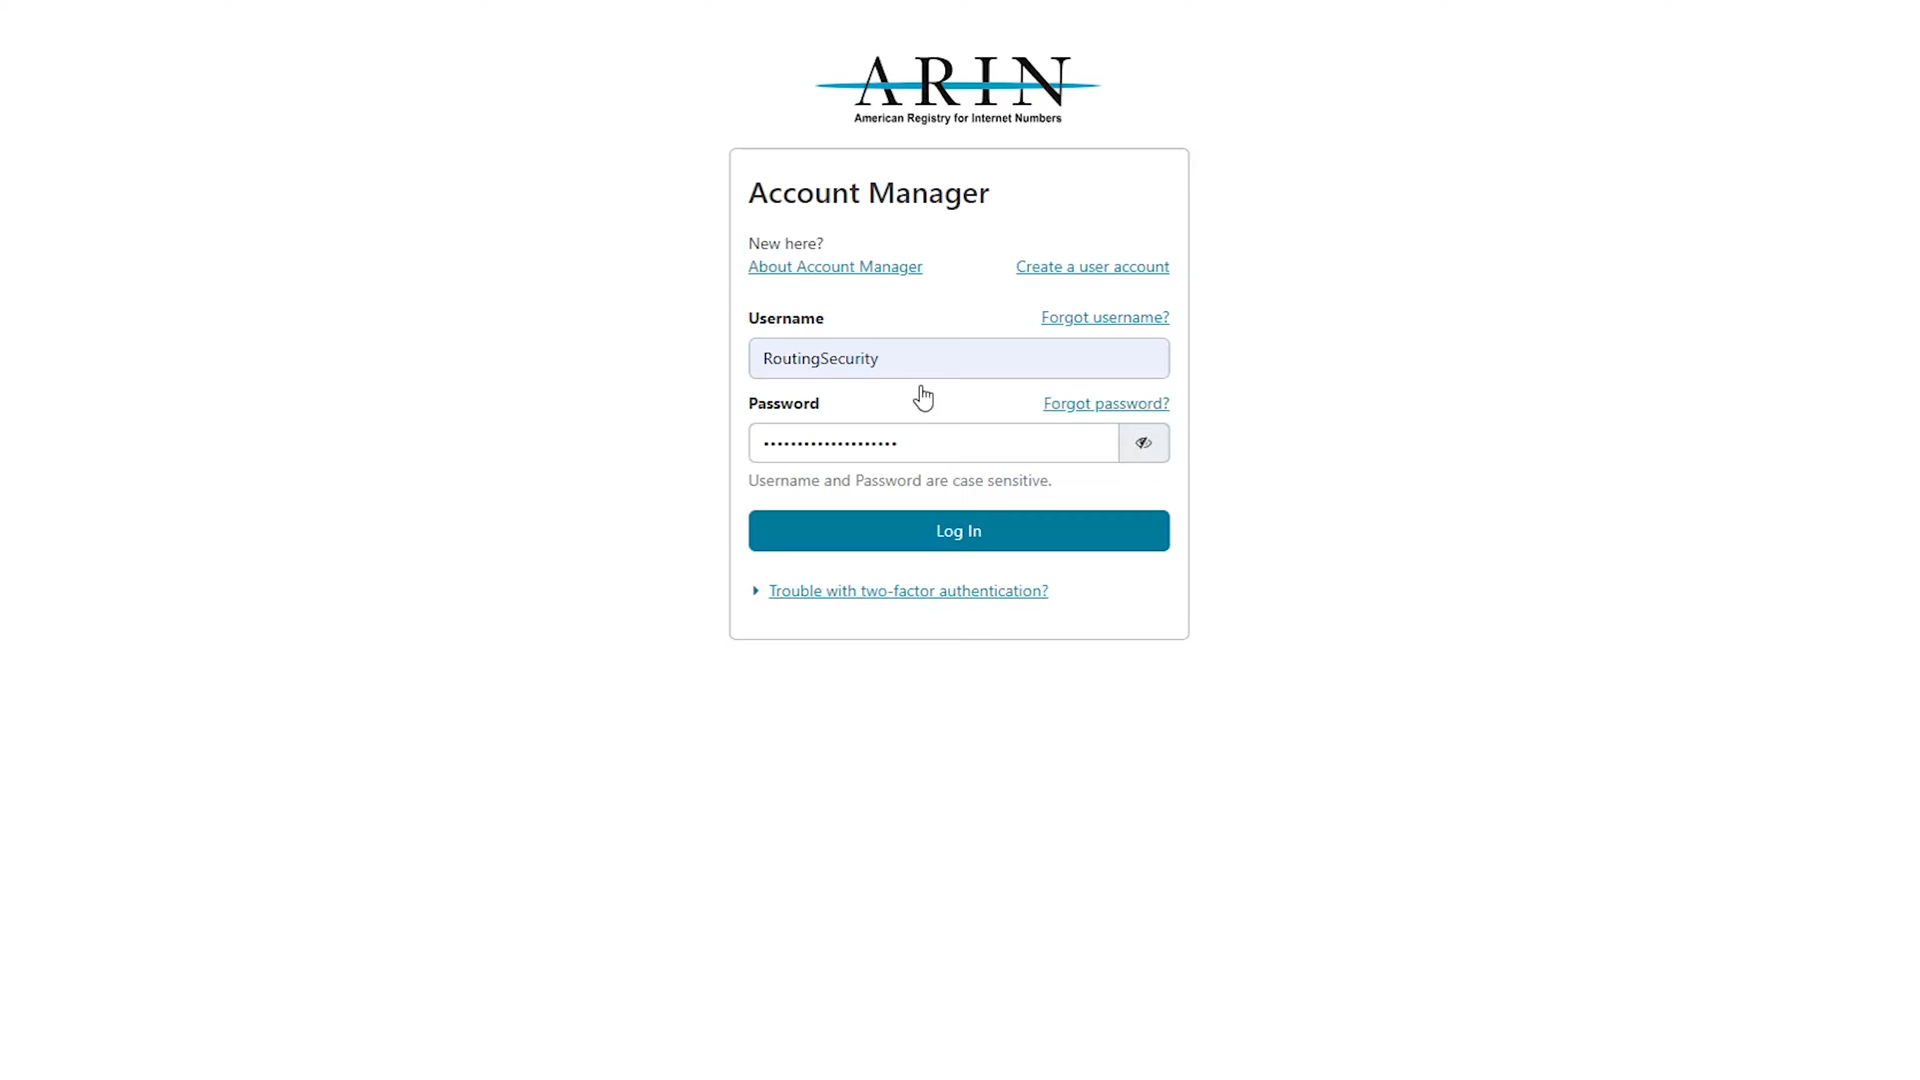 ARIN
American Registry for Internet Numbers
Account Manager
New here?
About Account Manager Create a user account
Username Forgot username?
RoutingSecurity
Password Forgot password?
••••••••••••••••••••
Username and Password are case sensitive.
Log In
Trouble with two-factor authentication?